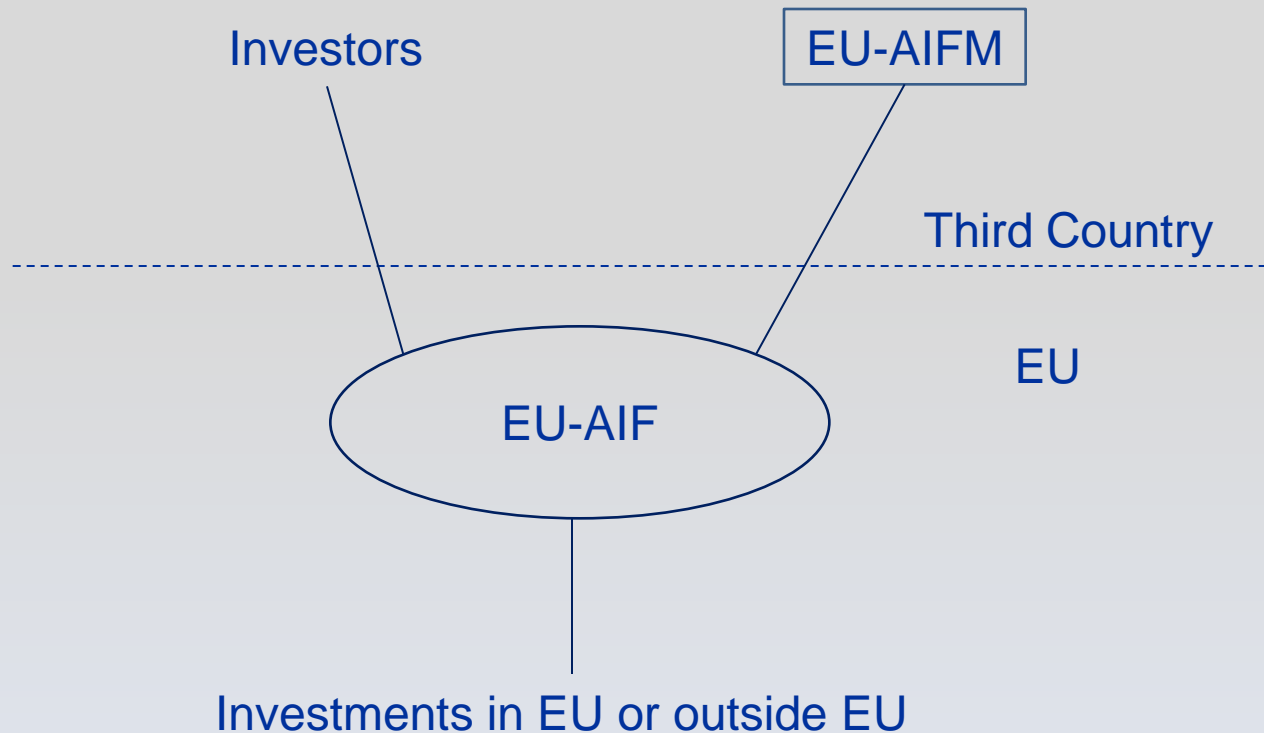 Investors
EU-AIFM
Third Country
EU
EU-AIF
Investments in EU or outside EU